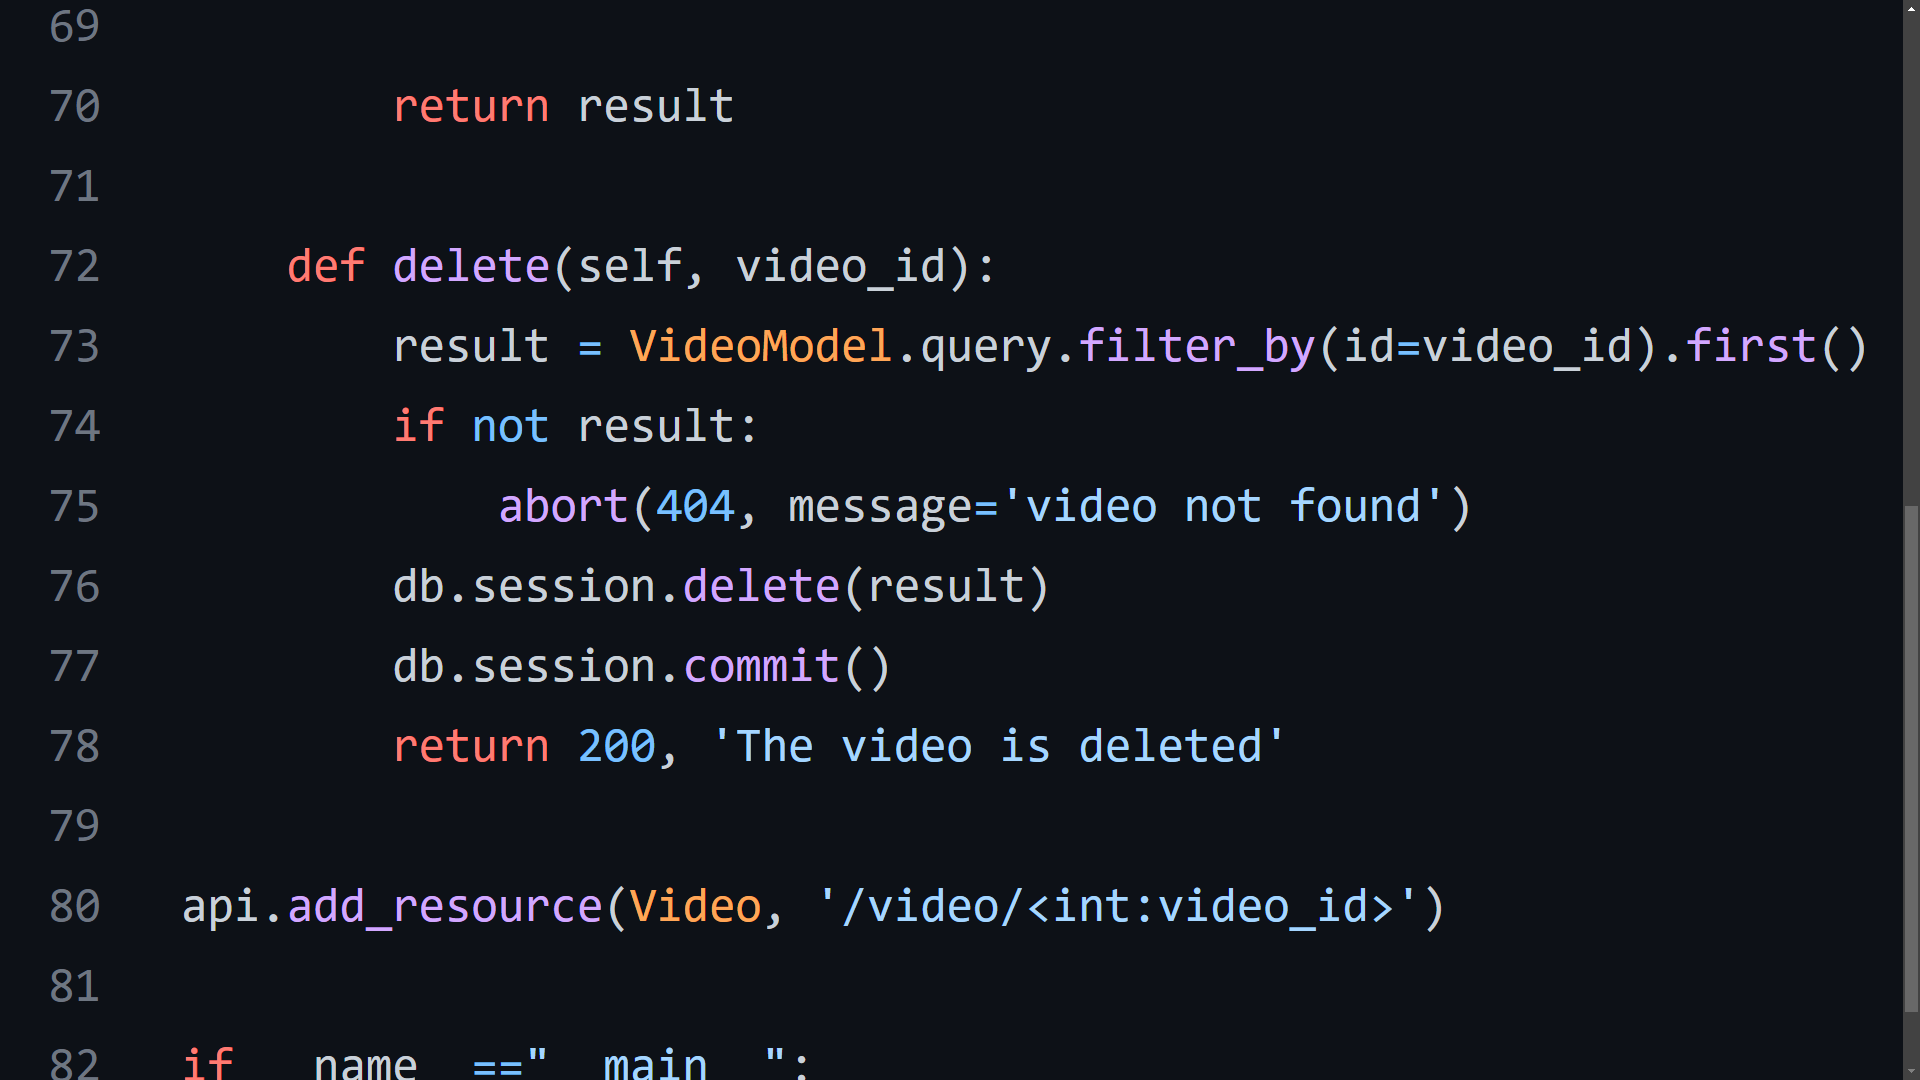 69
70 return result
71
72 def delete(self, video_id):
73 result = VideoModel.query.filter_by(id=video_id).first()
74 if not result:
75 abort(404, message='video not found')
76 db.session.delete(result)
77 db.session.commit()
78 return 200, 'The video is deleted'
79
80 api.add_resource(Video, '/video/<int:video_id>')
81
82 if __name__=="__main__":